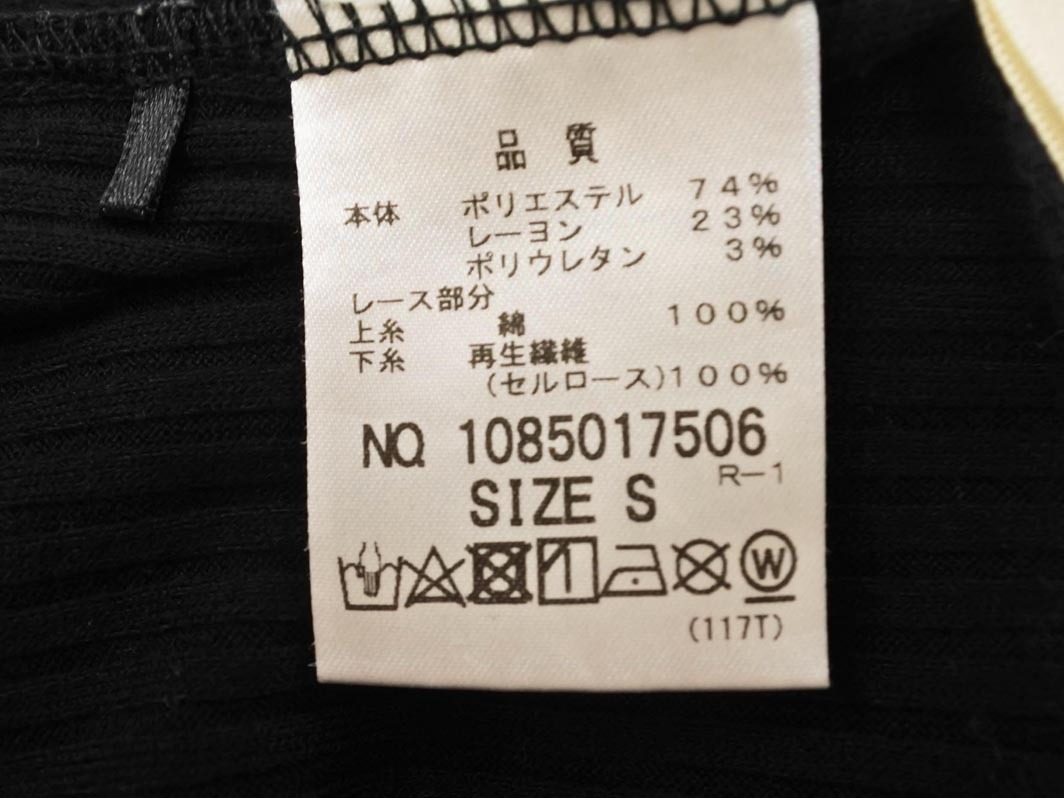 品質
本体 ポリエステル 74%
レーヨン 23%
ポリウレタン 3%
レース部分
上糸 綿 100%
下糸 再生繊維
(セルロース)100%
NO. 1085017506
R-1
SIZE S
W
(117T)